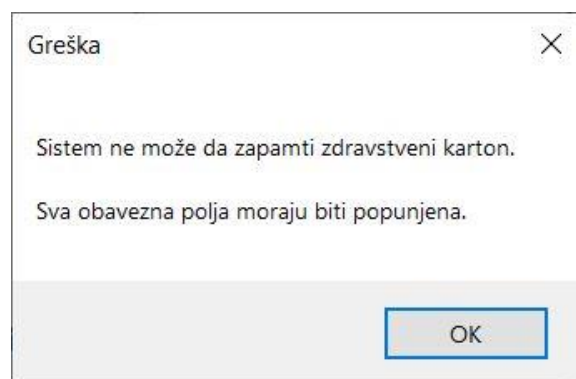 Greška
Sistem ne može da zapamti zdravstveni karton.
Sva obavezna polja moraju biti popunjena.
OK